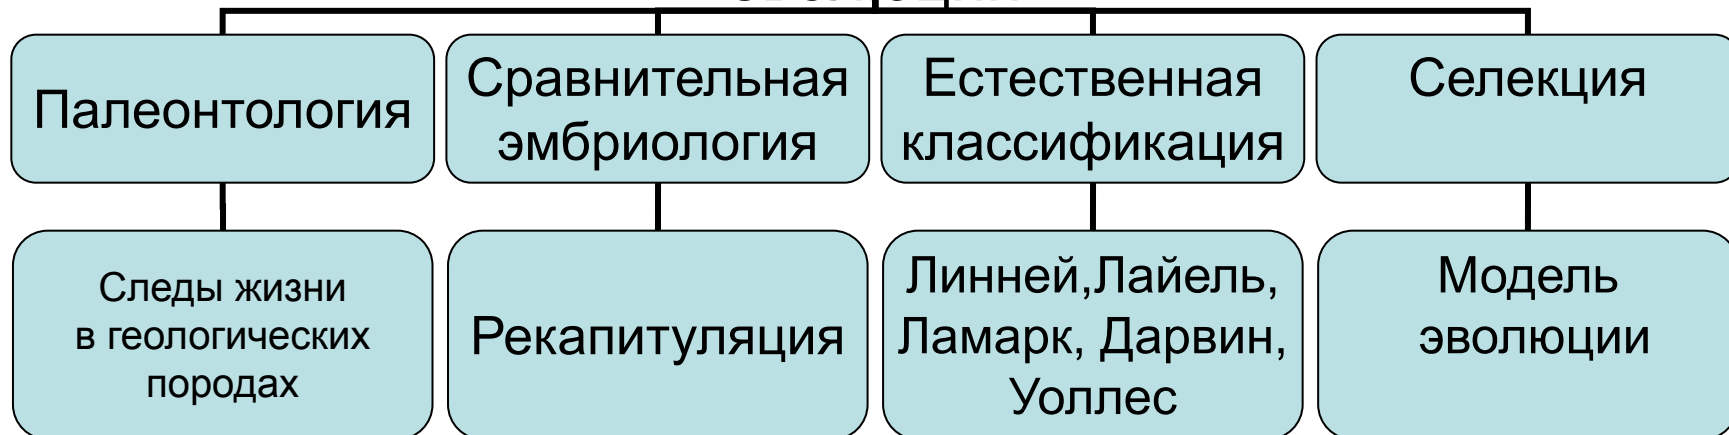 Палеонтология
Сравнительная
эмбриология
Естественная
классификация
Селекция
Следы жизни
в геологических
породах
Рекапитуляция
Линней,Лайель,
Ламарк, Дарвин,
Уоллес
Модель
эволюции